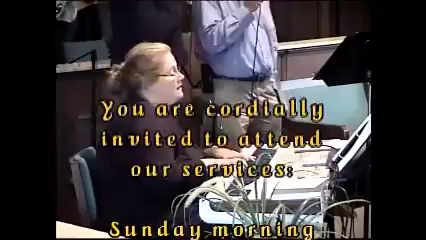 You are cordially
invited to attend
our services:
Sunday morning